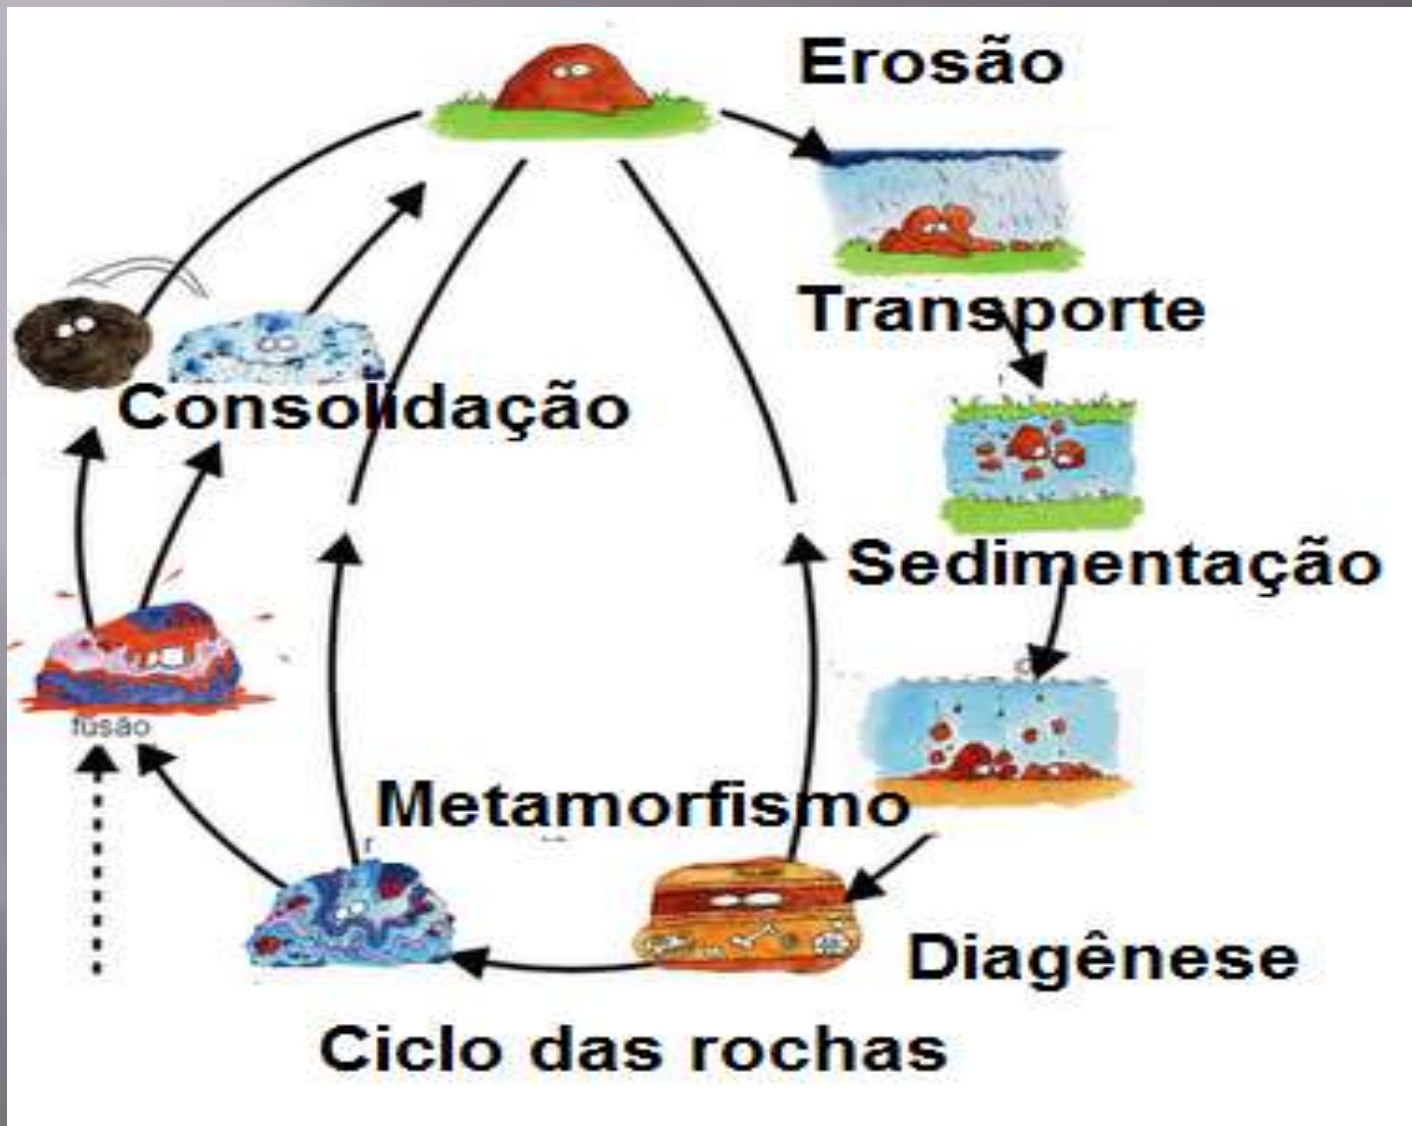 Erosão
Transporte
Consolidação
Sedimentação
fusão
Metamorfismo
r
Diagênese
Ciclo das rochas